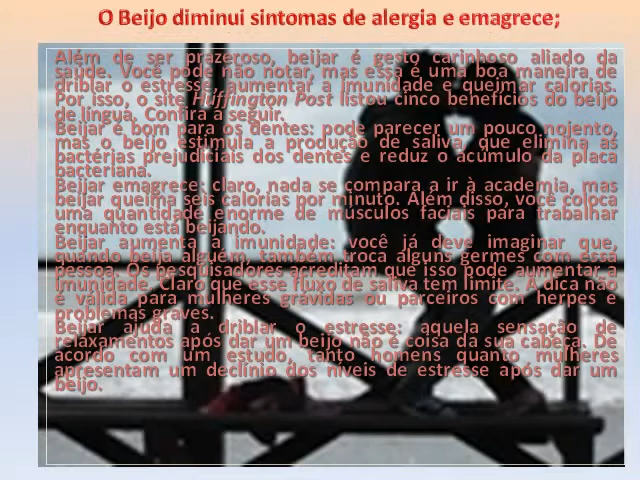 O Beijo diminui sintomas de alergia e emagrece;
Além de ser prazeroso, beijar é gesto carinhoso aliado da
saúde. Você pode não notar, mas essa é uma boa maneira de
driblar o estresse, aumentar a imunidade e queimar calorias.
Por isso, o site Huffington Post listou cinco benefícios do beijo
de língua. Confira a seguir.
Beijar é bom para os dentes: pode parecer um pouco nojento,
mas o beijo estimula a produção de saliva, que elimina as
bactérias prejudiciais dos dentes e reduz o acúmulo da placa
bacteriana.
Beijar emagrece: claro, nada se compara a ir à academia, mas
beijar queima seis calorias por minuto. Além disso, você coloca
uma quantidade enorme de músculos faciais para trabalhar
enquanto está beijando.
Beijar aumenta a imunidade: você já deve imaginar que,
quando beija alguém, também troca alguns germes com essa
pessoa. Os pesquisadores acreditam que isso pode aumentar a
imunidade. Claro que esse fluxo de saliva tem limite. A dica não
é válida para mulheres grávidas ou parceiros com herpes e
problemas graves.
Beijar ajuda a driblar o estresse: aquela sensação de
relaxamentos após dar um beijo não é coisa da sua cabeça. De
acordo com um estudo, tanto homens quanto mulheres
apresentam um declínio dos níveis de estresse após dar um
beijo.